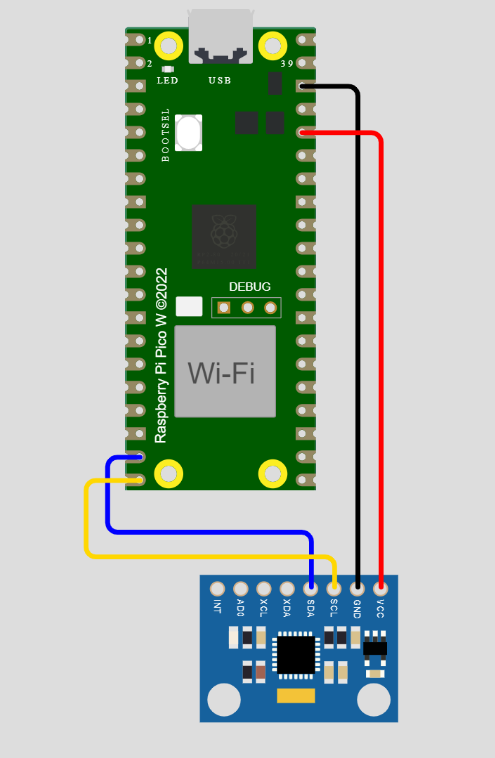 1
2
39
LED
USB
BOOTSEL
DEBUG
Raspberry Pi Pico W ©2022
Wi-Fi
INT
AD0
XCL
XDA
SDA
SCL
GND
VCC